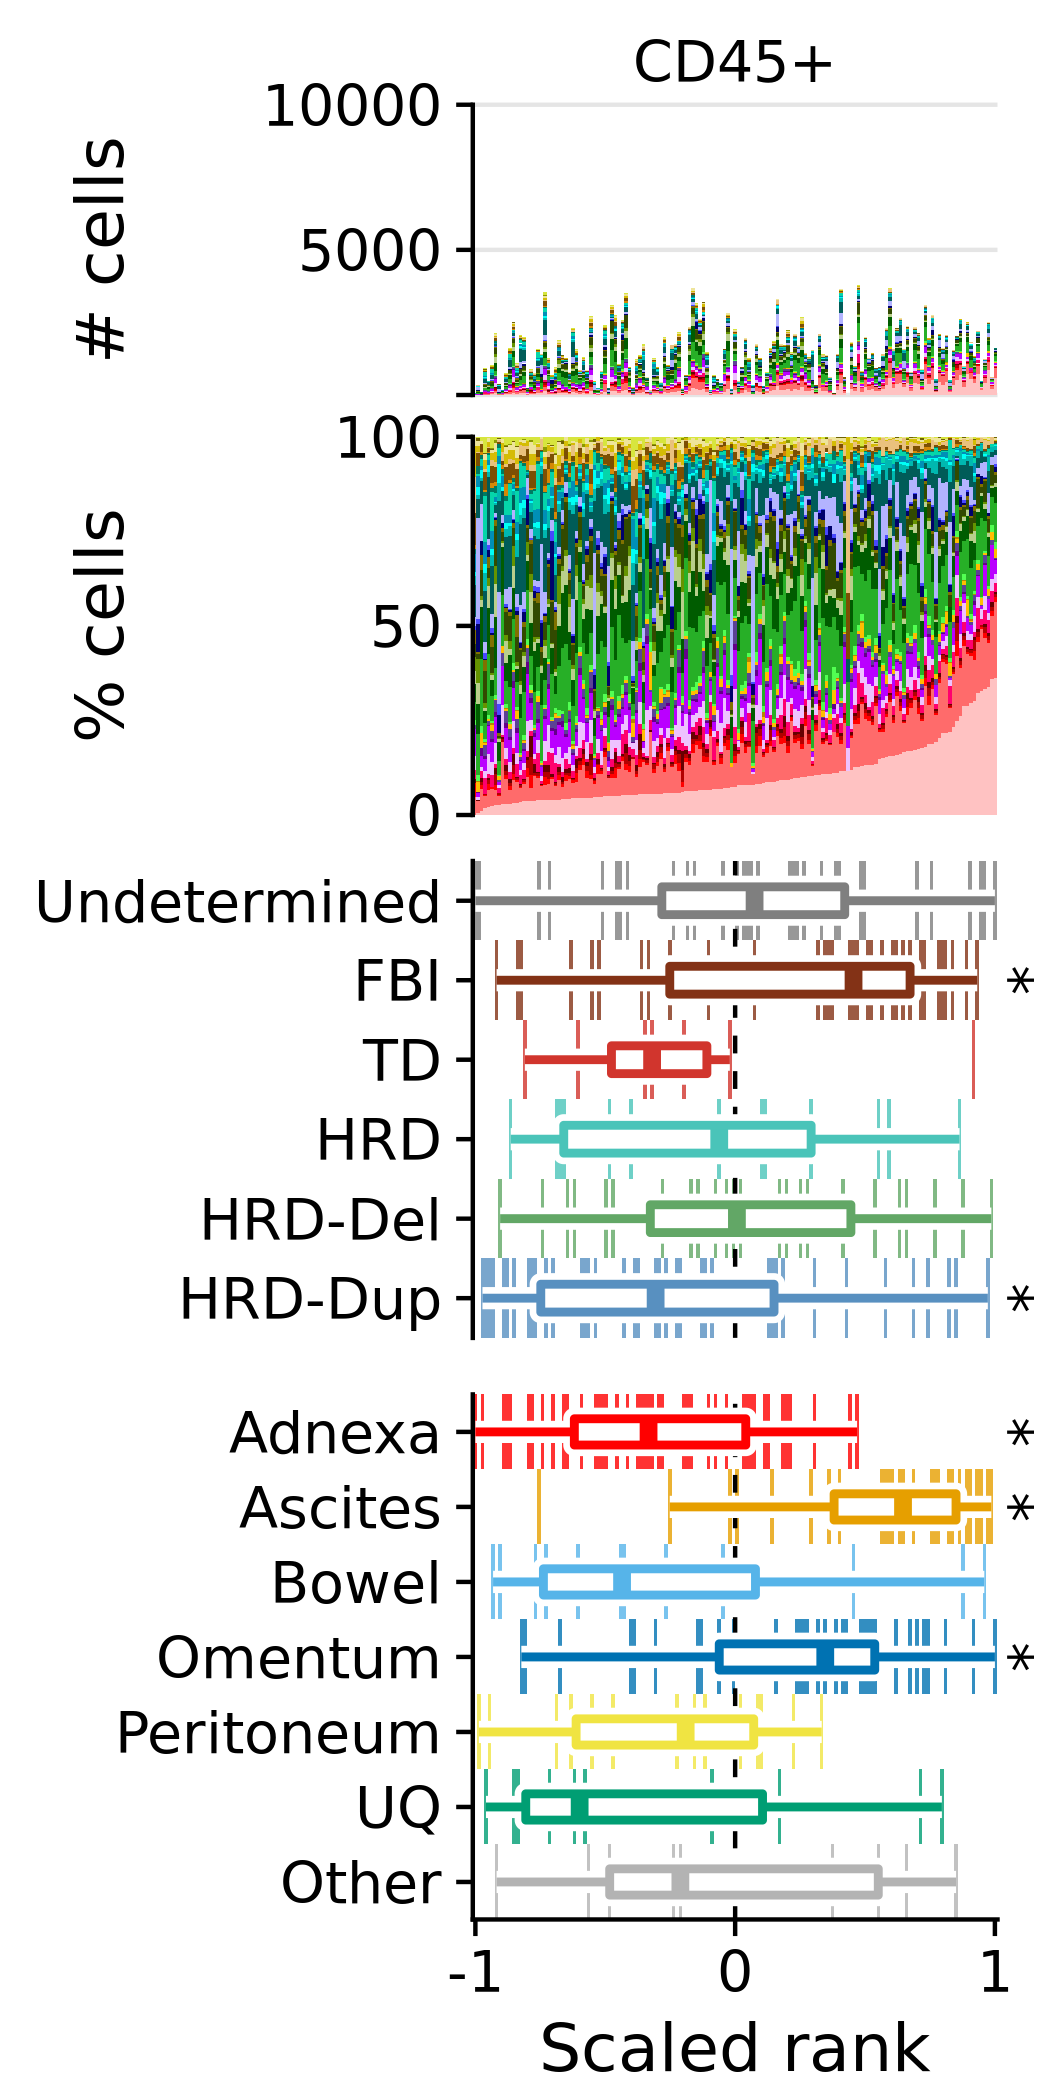 CD45+
10000
5000
# cells
100
50
0
% cells
Undetermined
FBI
*
TD
HRD
HRD-Del
HRD-Dup
*
Adnexa
*
Ascites
*
Bowel
Omentum
*
Peritoneum
UQ
Other
-1 0 1
Scaled rank